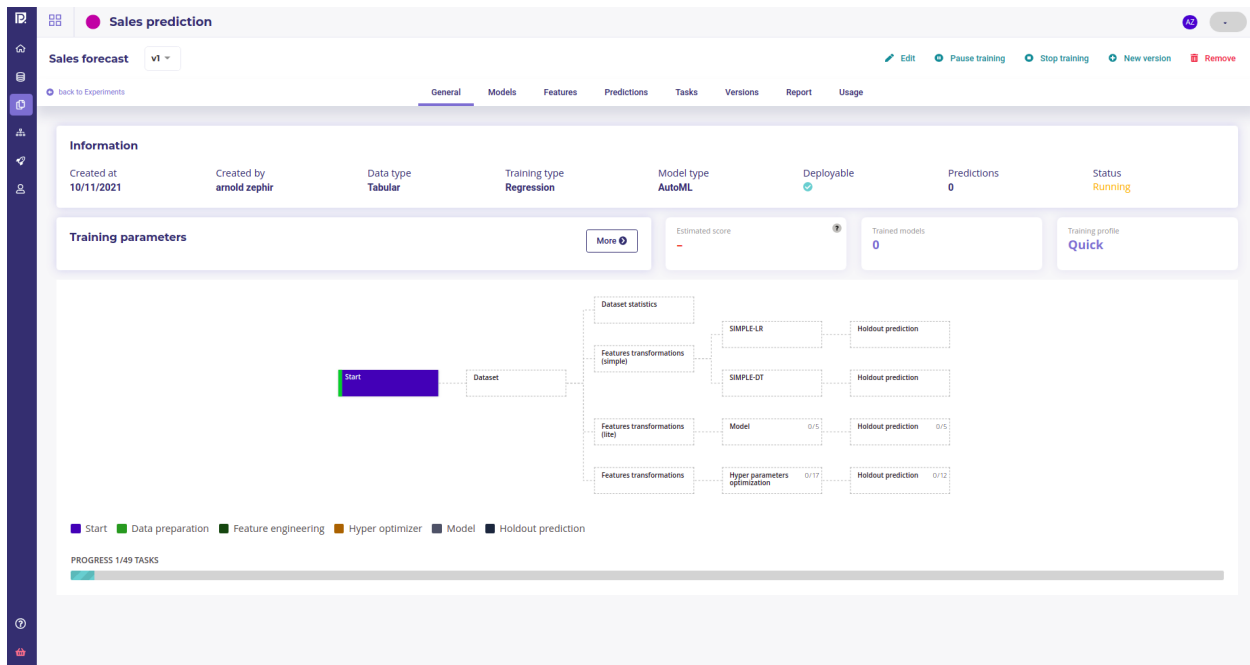 Sales prediction
AZ
Sales forecast
v1
Edit
Pause training
Stop training
New version
Remove
back to Experiments
General
Models
Features
Predictions
Tasks
Versions
Report
Usage
Information
Created at
10/11/2021
Created by
arnold zephir
Data type
Tabular
Training type
Regression
Model type
AutoML
Deployable
Predictions
0
Status
Running
Training parameters
More
Estimated score
–
?
Trained models
0
Training profile
Quick
Start
Dataset
Dataset statistics
Features transformations
(simple)
SIMPLE-LR
Holdout prediction
SIMPLE-DT
Holdout prediction
Features transformations
(lite)
Model 0/5
Holdout prediction 0/5
Features transformations
Hyper parameters 0/17
optimization
Holdout prediction 0/12
Start
Data preparation
Feature engineering
Hyper optimizer
Model
Holdout prediction
PROGRESS 1/49 TASKS